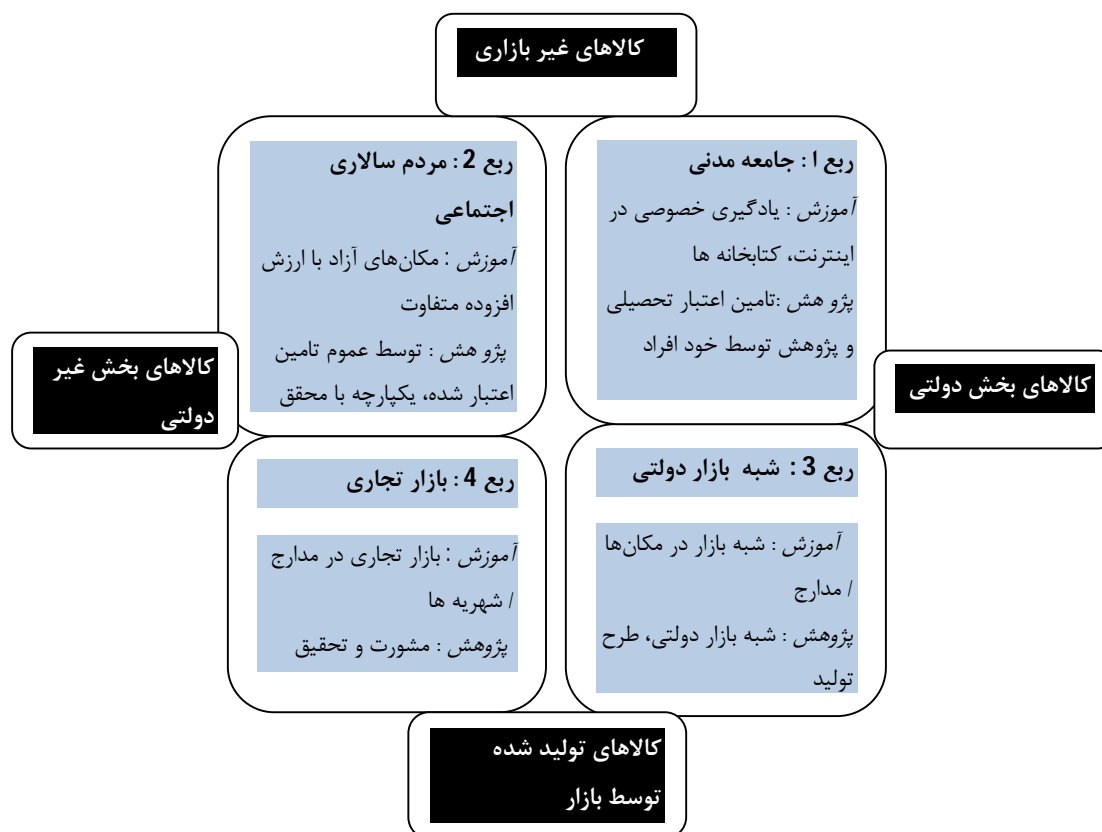 کالاهای غیر بازاری
ربع ۱ : جامعه مدنی
آموزش : یادگیری خصوصی در
اینترنت، کتابخانه ها
پژوهش :تامین اعتبار تحصیلی
و پژوهش توسط خود افراد
ربع 2 : مردم سالاری
اجتماعی
آموزش : مکان‌های آزاد با ارزش
افزوده متفاوت
پژوهش : توسط عموم تامین
اعتبار شده، یکپارچه با محقق
کالاهای بخش دولتی
کالاهای بخش غیر
دولتی
ربع 3 : شبه بازار دولتی
آموزش : شبه بازار در مکان‌ها
/ مدارج
پژوهش : شبه بازار دولتی، طرح
تولید
ربع 4 : بازار تجاری
آموزش : بازار تجاری در مدارج
/ شهریه ها
پژوهش : مشورت و تحقیق
کالاهای تولید شده
توسط بازار